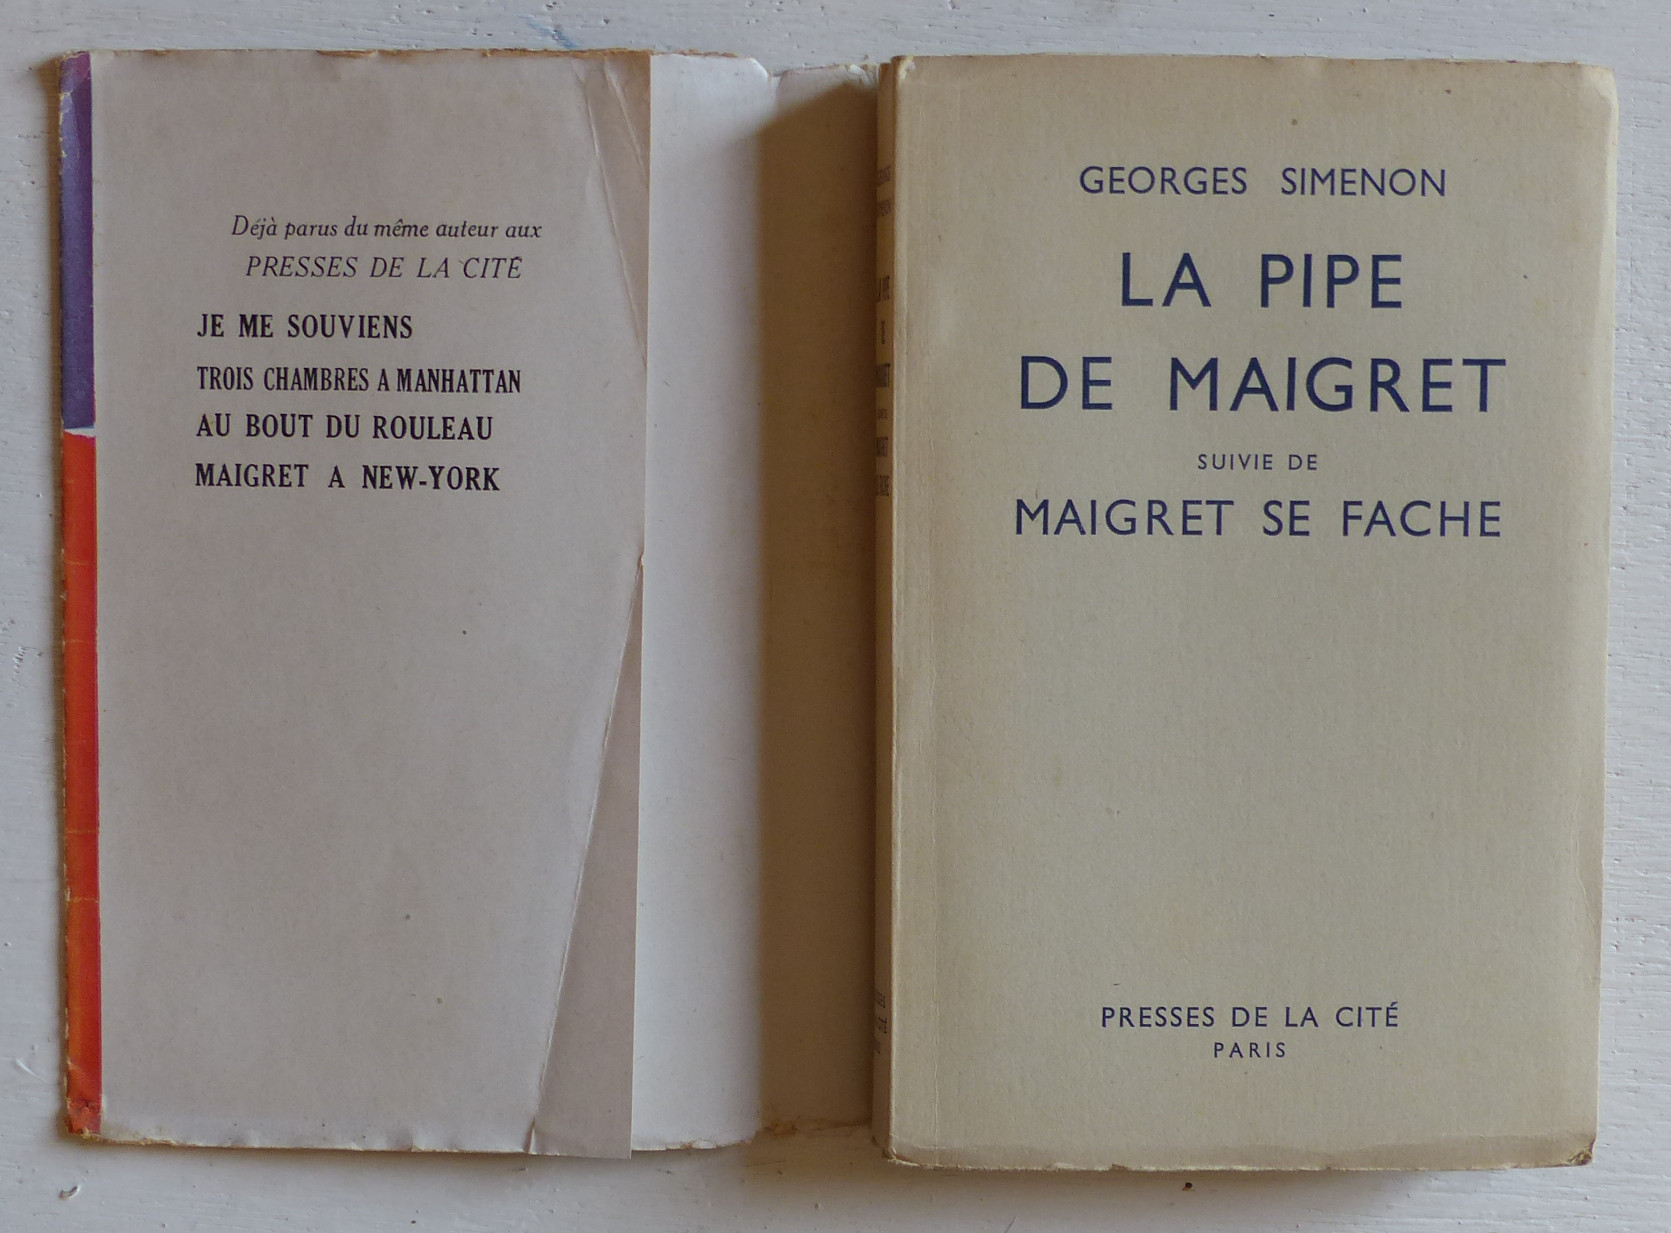 Déjà parus du même auteur aux
PRESSES DE LA CITÉ
JE ME SOUVIENS
TROIS CHAMBRES A MANHATTAN
AU BOUT DU ROULEAU
MAIGRET A NEW-YORK
GEORGES SIMENON
LA PIPE
DE MAIGRET
SUIVIE DE
MAIGRET SE FACHE
PRESSES DE LA CITÉ
PARIS